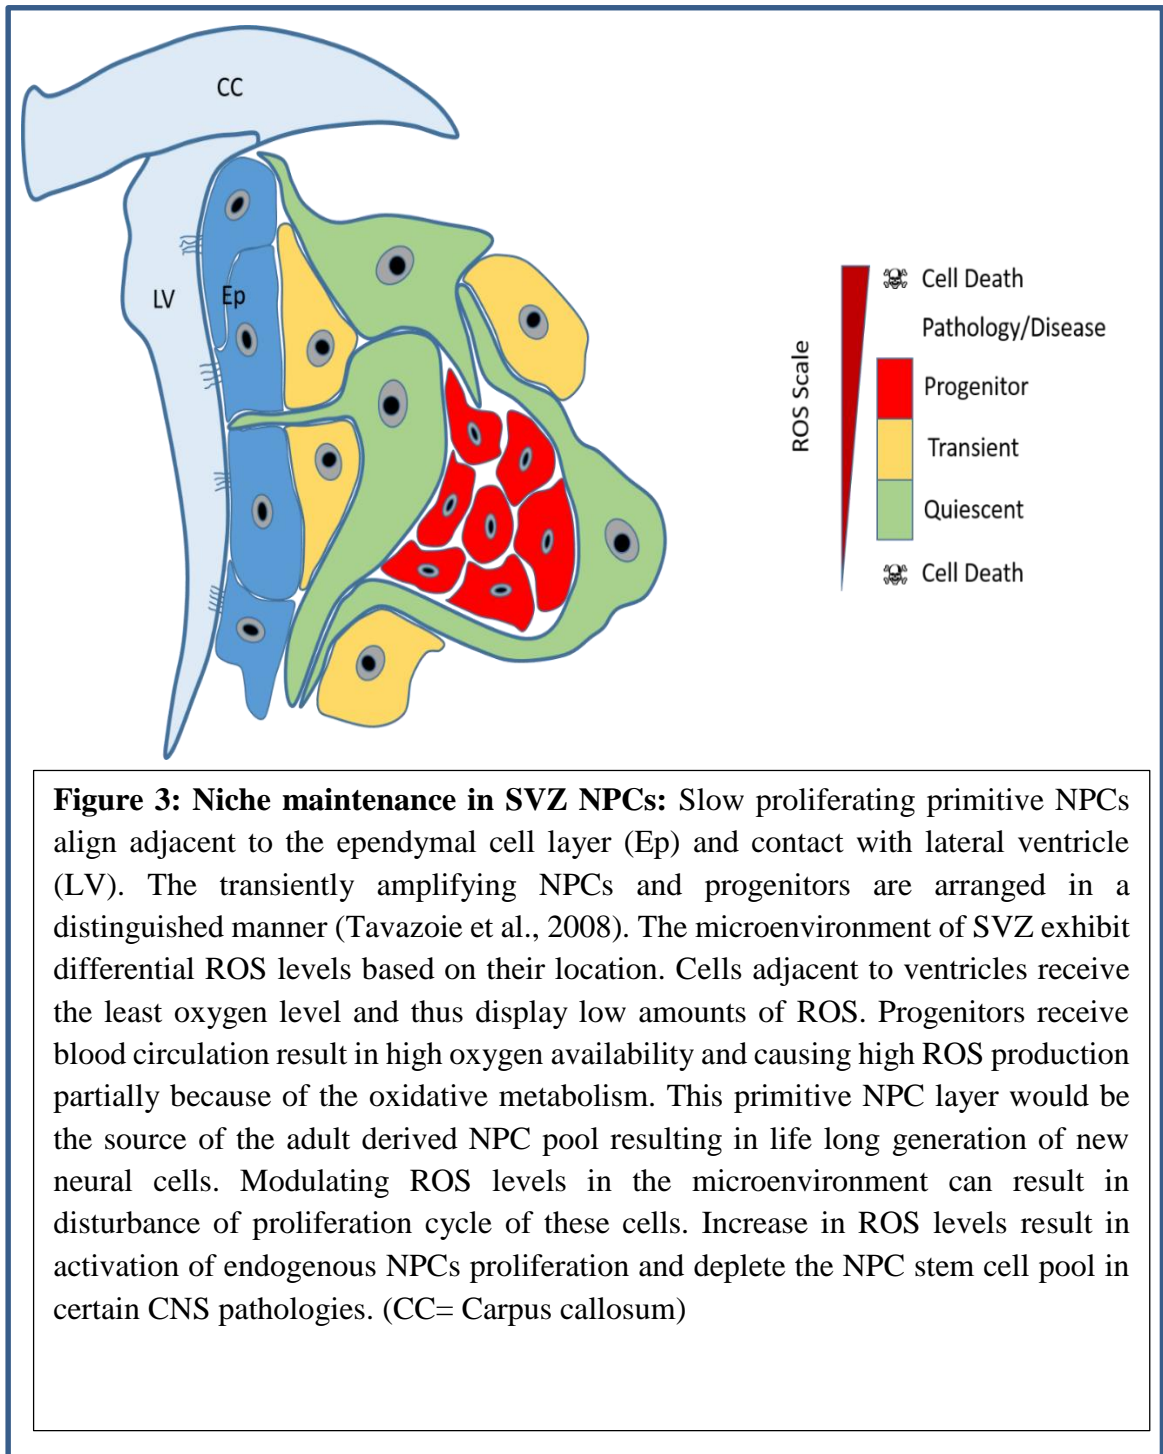 CC
LV
Ep
ROS Scale
Cell Death
Pathology/Disease
Progenitor
Transient
Quiescent
Cell Death
Figure 3: Niche maintenance in SVZ NPCs: Slow proliferating primitive NPCs
align adjacent to the ependymal cell layer (Ep) and contact with lateral ventricle
(LV). The transiently amplifying NPCs and progenitors are arranged in a
distinguished manner (Tavazoie et al., 2008). The microenvironment of SVZ exhibit
differential ROS levels based on their location. Cells adjacent to ventricles receive
the least oxygen level and thus display low amounts of ROS. Progenitors receive
blood circulation result in high oxygen availability and causing high ROS production
partially because of the oxidative metabolism. This primitive NPC layer would be
the source of the adult derived NPC pool resulting in life long generation of new
neural cells. Modulating ROS levels in the microenvironment can result in
disturbance of proliferation cycle of these cells. Increase in ROS levels result in
activation of endogenous NPCs proliferation and deplete the NPC stem cell pool in
certain CNS pathologies. (CC= Carpus callosum)